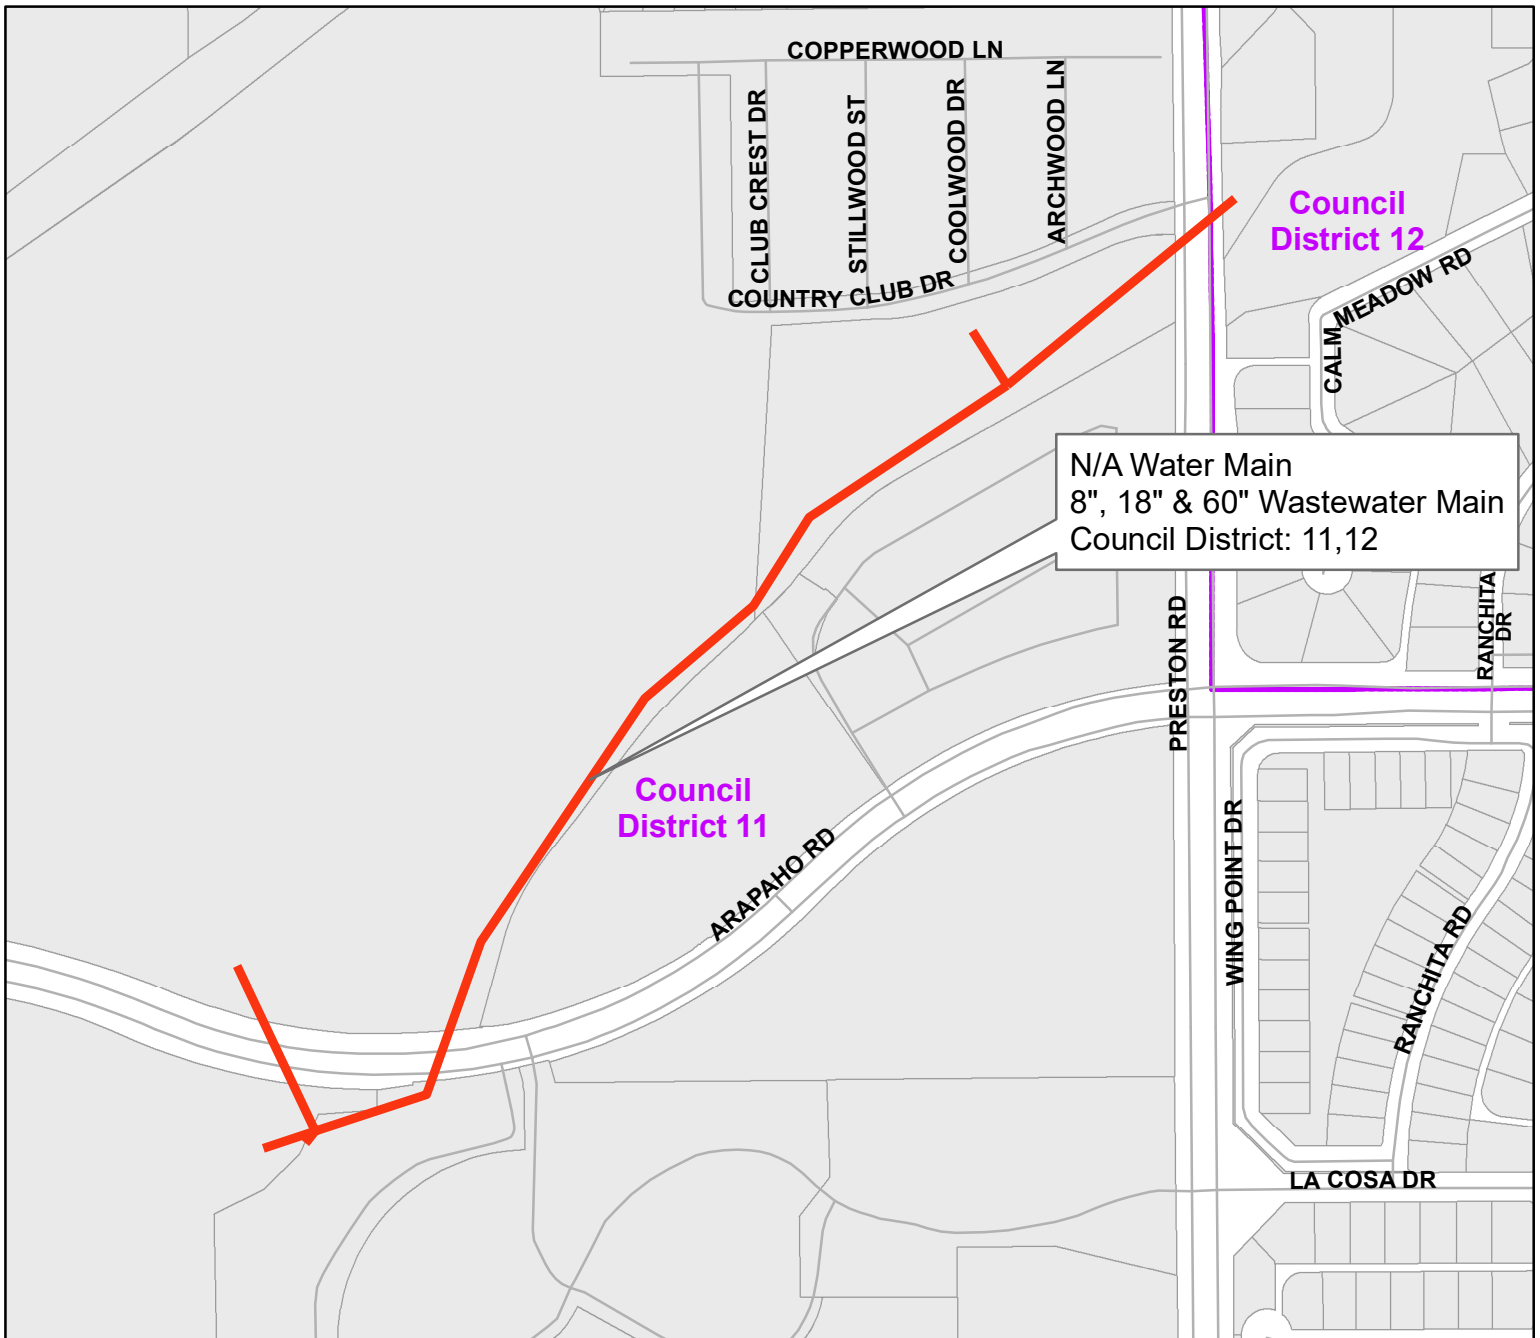 COPPERWOOD LN
CLUB CREST DR
STILLWOOD ST
COOLWOOD DR
ARCHWOOD LN
COUNTRY CLUB DR
Council
District 12
CALM MEADOW RD
N/A Water Main
8", 18" & 60" Wastewater Main
Council District: 11,12
RANCHITA
DR
PRESTON RD
Council
District 11
ARAPAHO RD
WING POINT DR
RANCHITA RD
LA COSA DR